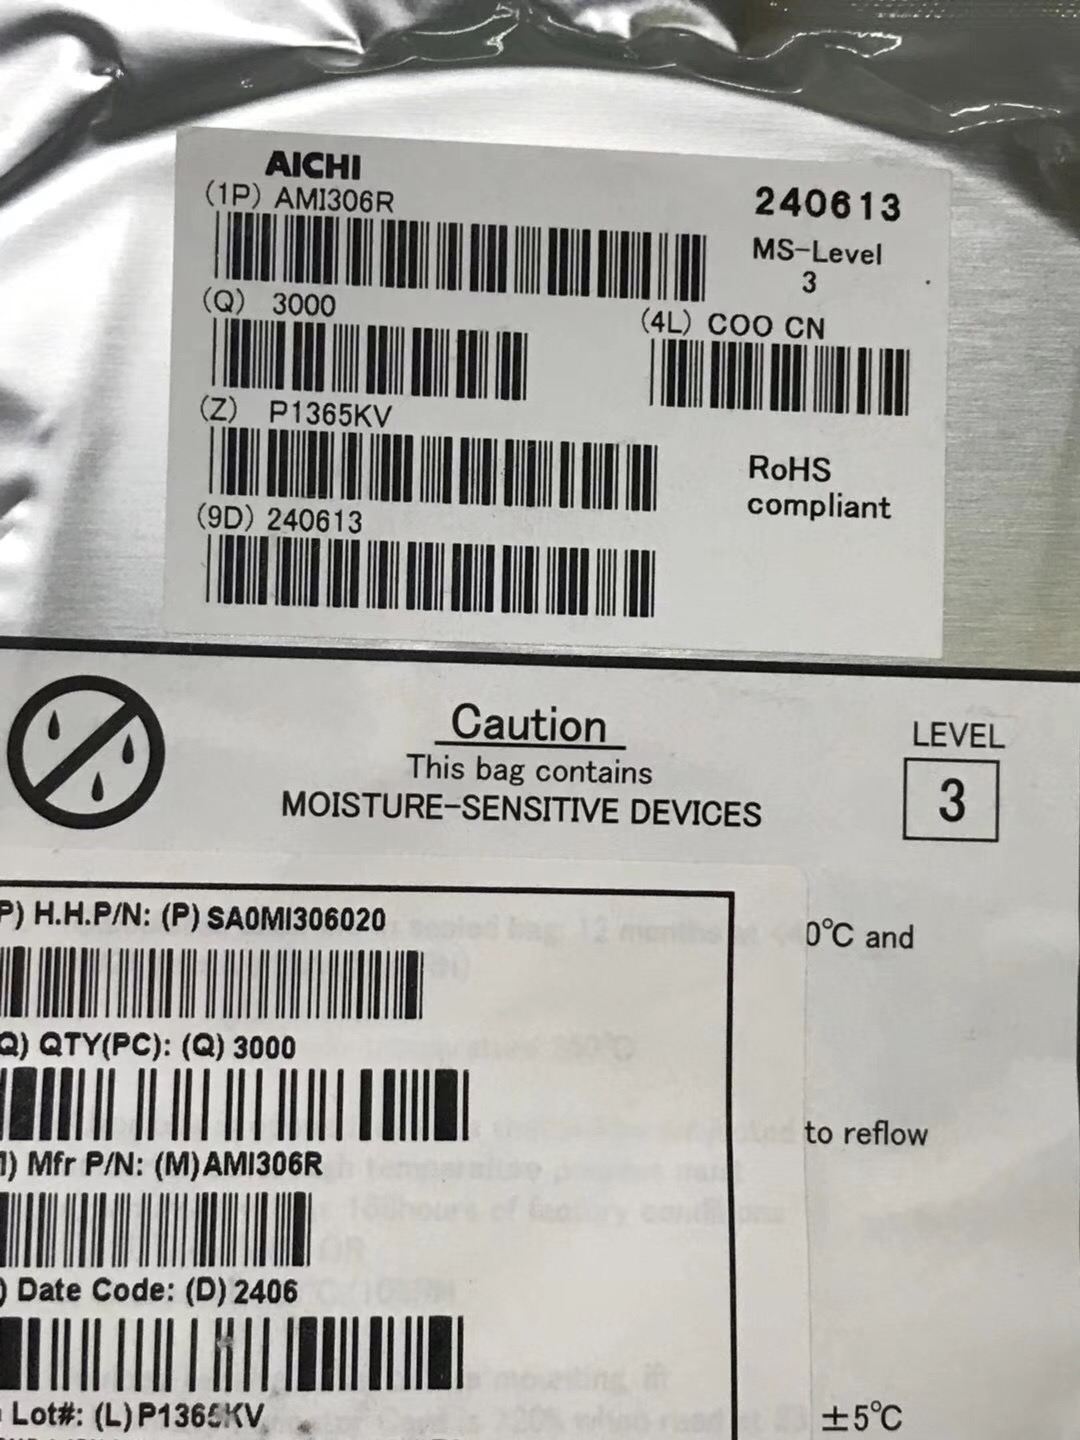 AICHI
(1P) AMI306R
240613
MS-Level
3
(Q) 3000
(4L) COO CN
(Z) P1365KV
RoHS
compliant
(9D) 240613
Caution
This bag contains
MOISTURE-SENSITIVE DEVICES
LEVEL
3
P) H.H.P/N: (P) SA0MI306020
0°C and
Q) QTY(PC): (Q) 3000
to reflow
) Mfr P/N: (M) AMI306R
) Date Code: (D) 2406
Lot#: (L) P1365KV
±5°C